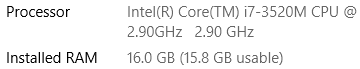 Processor Intel(R) Core(TM) i7-3520M CPU @
2.90GHz 2.90 GHz
Installed RAM 16.0 GB (15.8 GB usable)